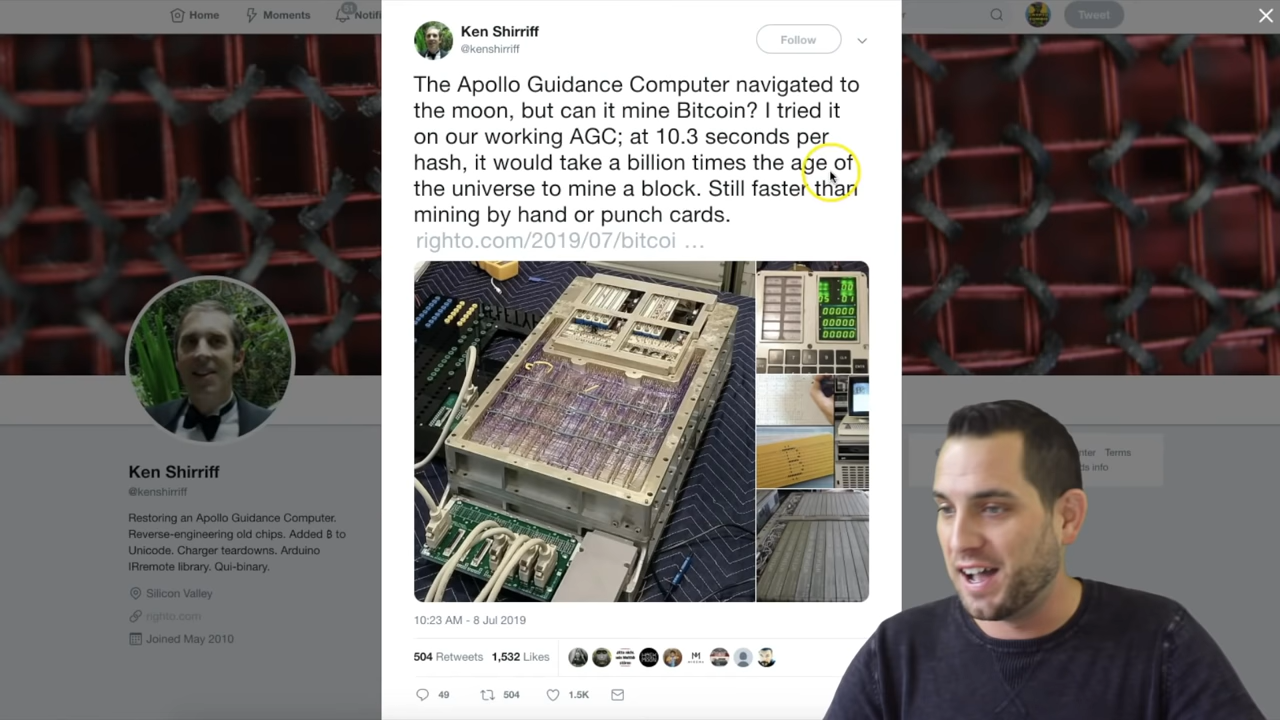 Home
Moments
Notifi
Tweet
Ken Shirriff
@kenshirriff
Follow
The Apollo Guidance Computer navigated to
the moon, but can it mine Bitcoin? I tried it
on our working AGC; at 10.3 seconds per
hash, it would take a billion times the age of
the universe to mine a block. Still faster than
mining by hand or punch cards.
righto.com/2019/07/bitcoi …
10:23 AM - 8 Jul 2019
504 Retweets 1,532 Likes
49
504
1.5K
Ken Shirriff
@kenshirriff
Restoring an Apollo Guidance Computer.
Reverse-engineering old chips. Added ₿ to
Unicode. Charger teardowns. Arduino
IRremote library. Qui-binary.
Silicon Valley
righto.com
Joined May 2010
Terms
info